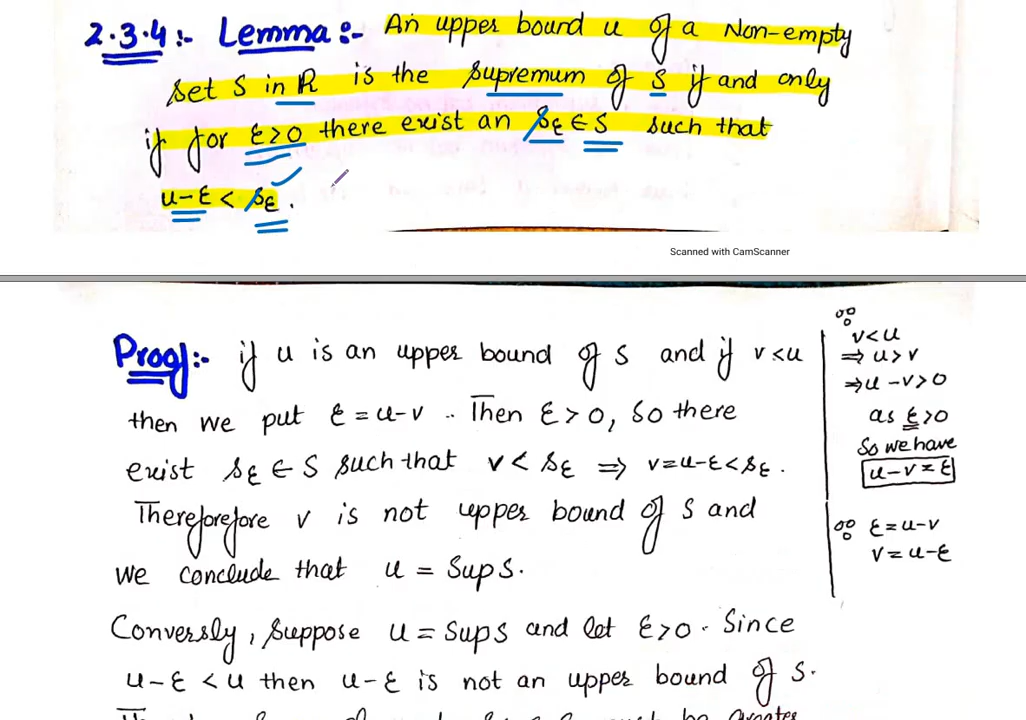 2.3.4:- Lemma:- An upper bound u of a Non-empty
set S in R is the supremum of S if and only
if for ε>0 there exist an sε ∈ S such that
u-ε < sε.
Scanned with CamScanner
Proof:- if u is an upper bound of S and if v<u
then we put ε = u-v .. Then ε > 0, So there
exist sε ∈ S such that v < sε ⇒ v=u-ε<sε.
Thereforefore v is not upper bound of S and
we conclude that u = Sup S.
Conversly, Suppose u = Sup S and let ε>0. Since
u-ε < u then u-ε is not an upper bound of S.
∵
v<u
⇒ u>v
⇒ u-v>0
as ε>0
So we have
u-v=ε
∵ ε=u-v
v=u-ε